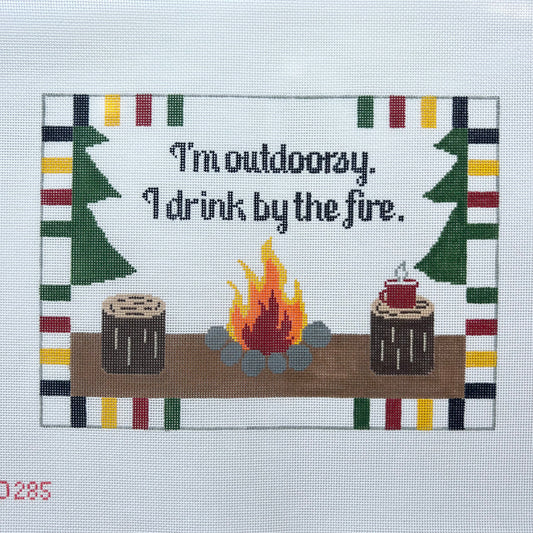 I'm outdoorsy.
I drink by the fire.
D285